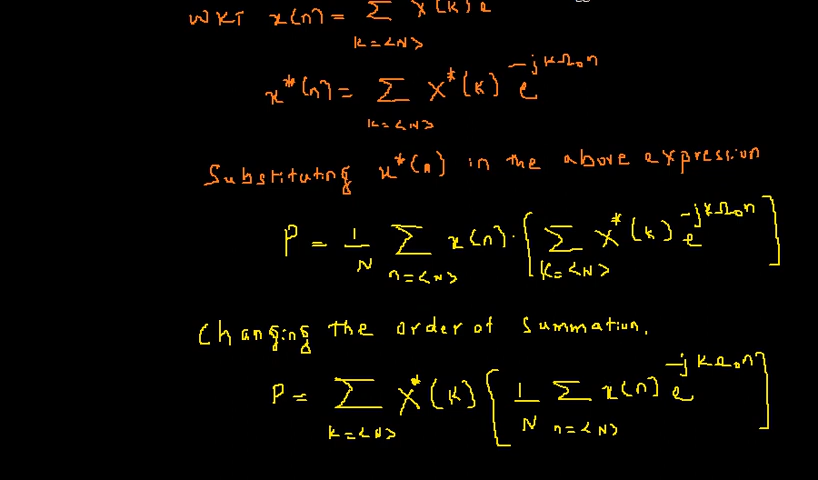 WKT x(n) = Σ X(k) e
K=<N>
x*(n) = Σ X*(k) e^-jkΩ₀n
K=<N>
Substituting x*(n) in the above expression
P = 1/N Σ x(n) · [ Σ X*(k) e^-jkΩ₀n ]
n=<N> K=<N>
Changing the order of summation.
P = Σ X*(k) [ 1/N Σ x(n) e^-jkΩ₀n ]
k=<N> n=<N>